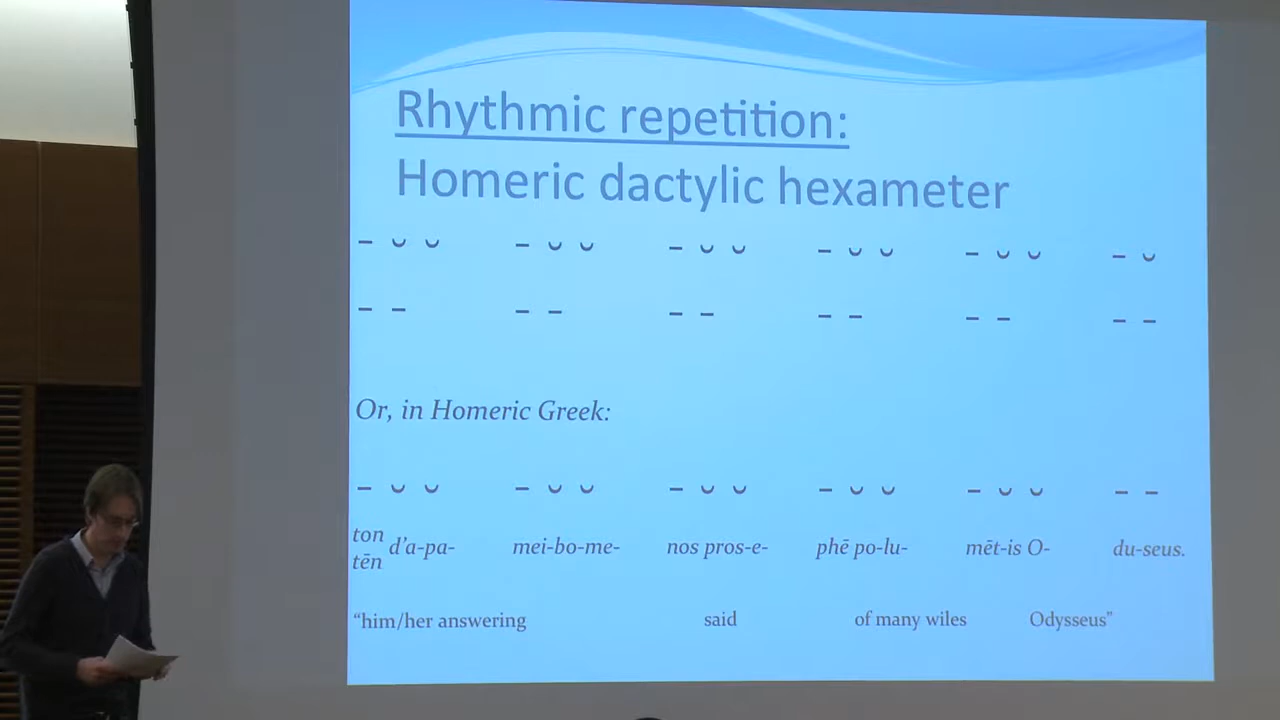 Rhythmic repetition:
Homeric dactylic hexameter
– ᴗ ᴗ – ᴗ ᴗ – ᴗ ᴗ – ᴗ ᴗ – ᴗ ᴗ – ᴗ
– – – – – – – – – – – –
Or, in Homeric Greek:
– ᴗ ᴗ – ᴗ ᴗ – ᴗ ᴗ – ᴗ ᴗ – ᴗ ᴗ – –
ton
tēn
d’a-pa- mei-bo-me- nos pros-e- phē po-lu- mēt-is O- du-seus.
“him/her answering said of many wiles Odysseus”